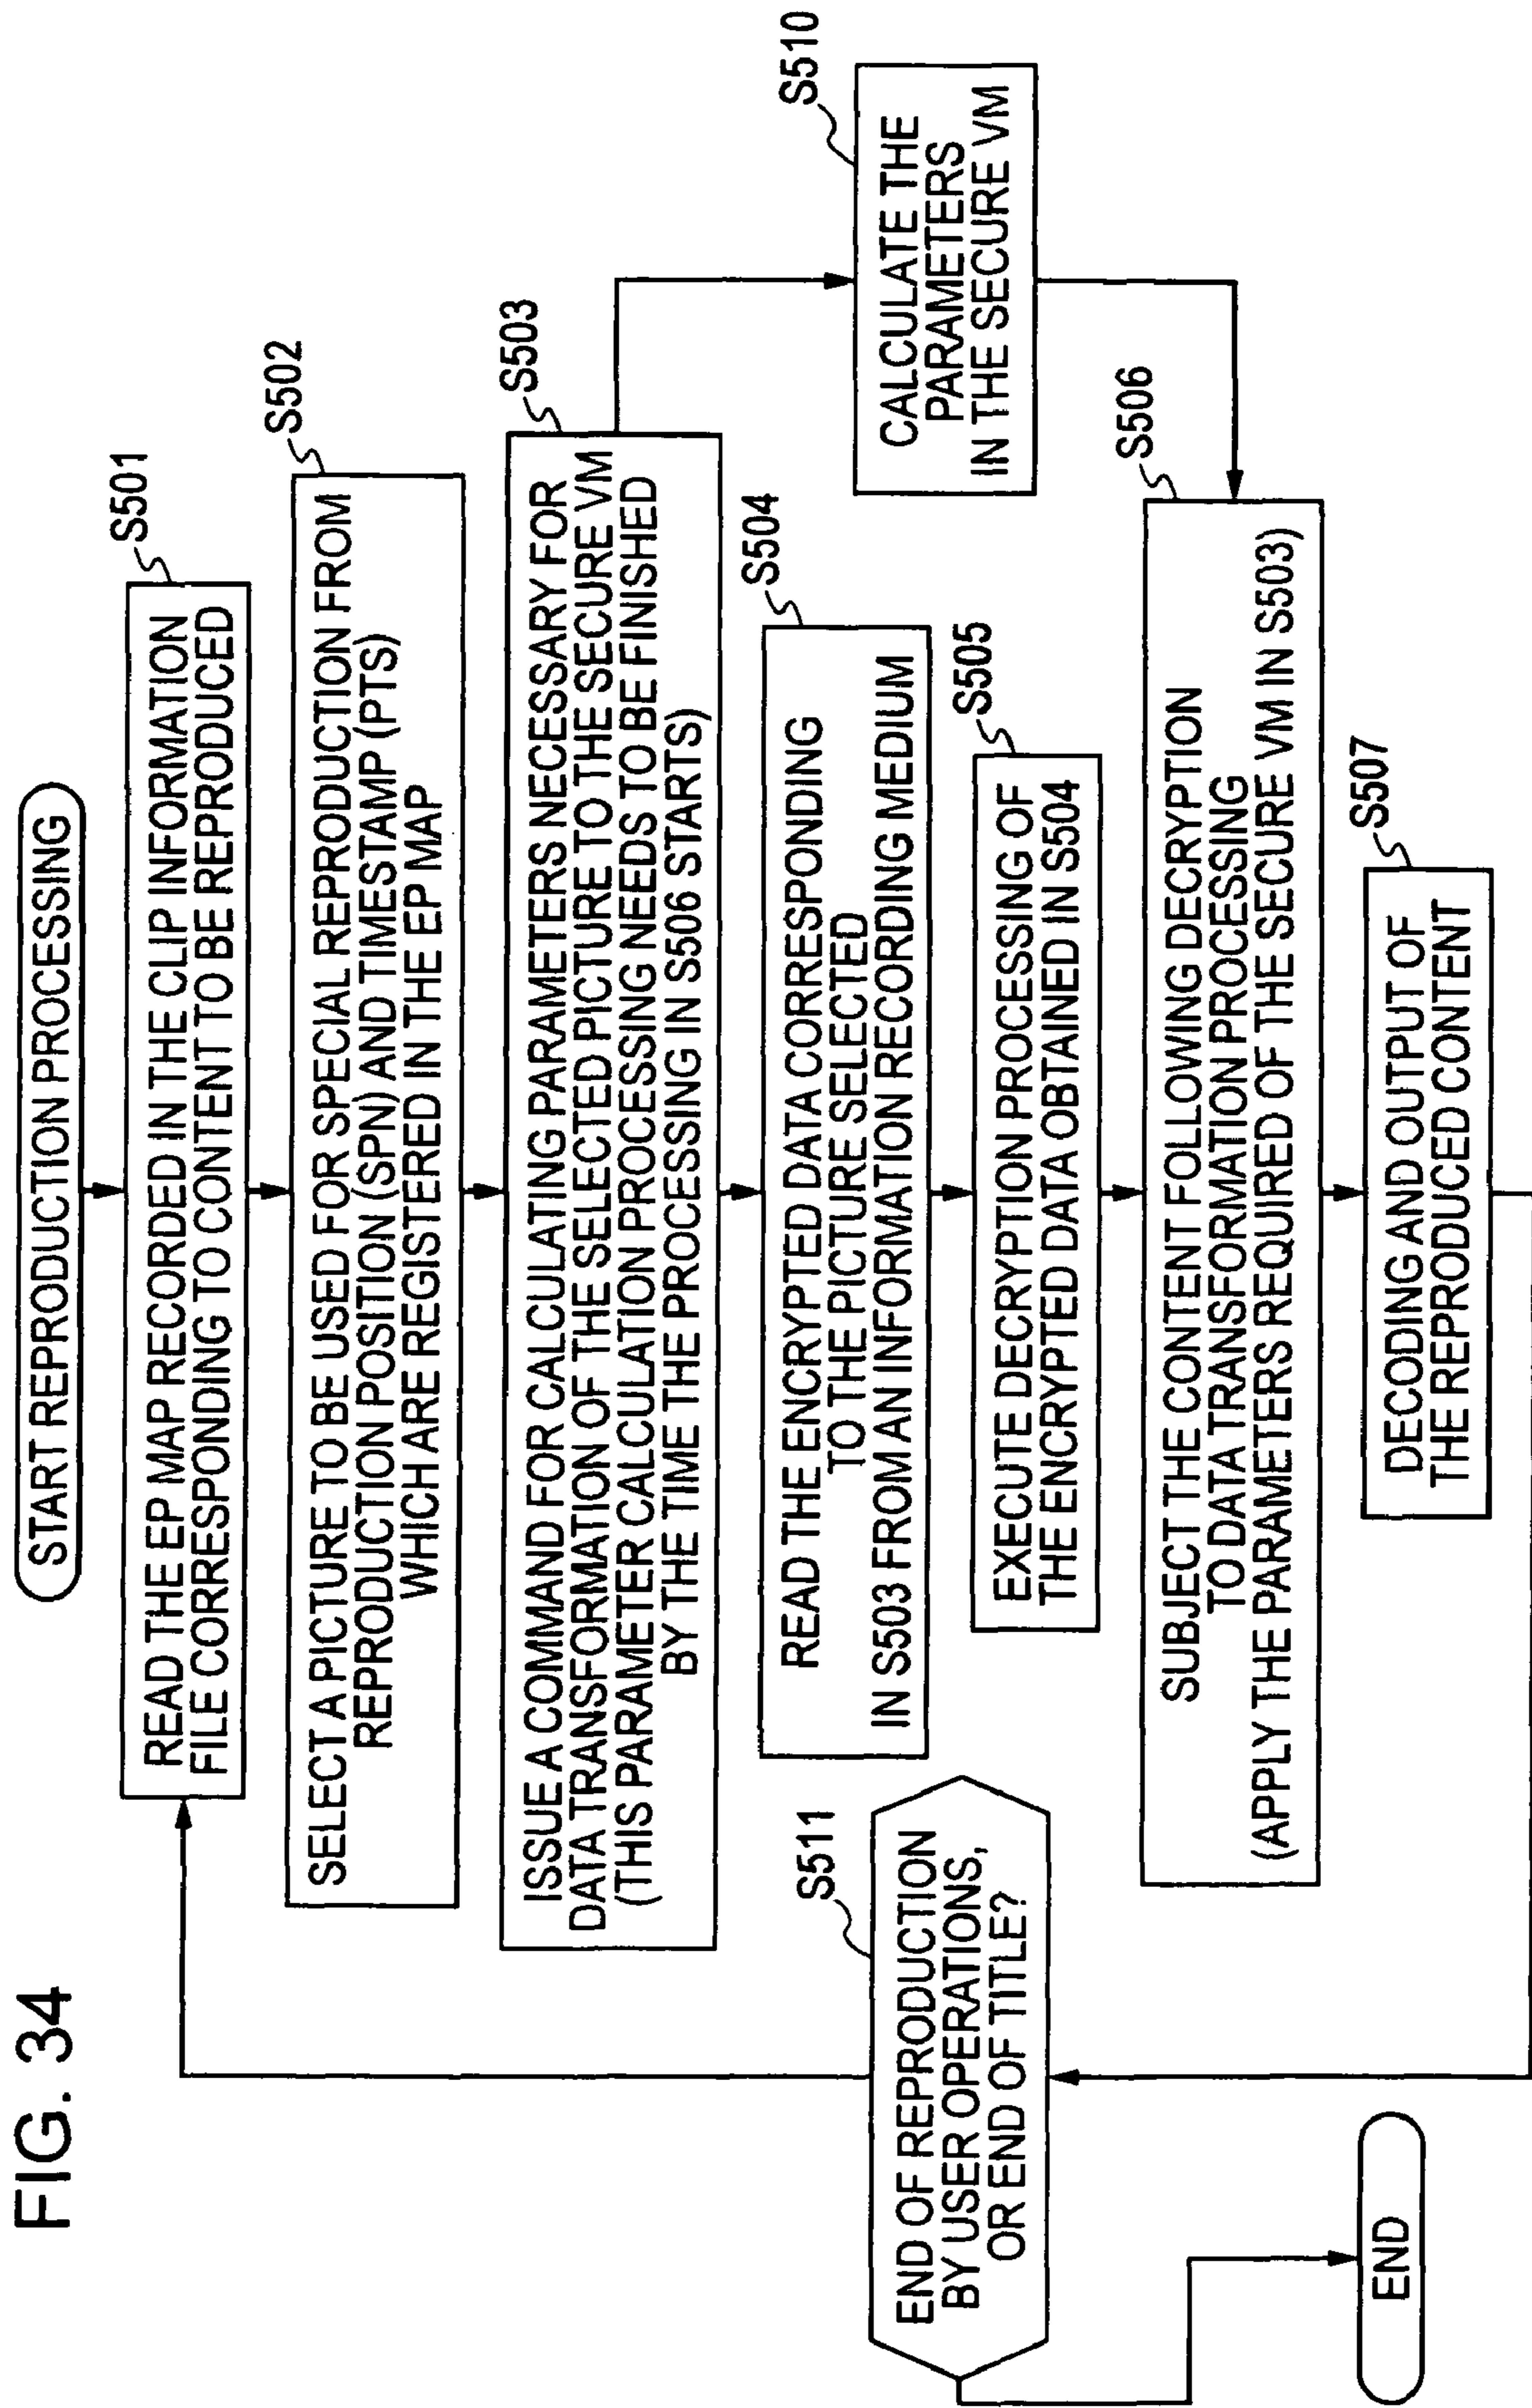 FIG. 34
START REPRODUCTION PROCESSING
S501
READ THE EP MAP RECORDED IN THE CLIP INFORMATION
FILE CORRESPONDING TO CONTENT TO BE REPRODUCED
S502
SELECT A PICTURE TO BE USED FOR SPECIAL REPRODUCTION FROM
REPRODUCTION POSITION (SPN) AND TIMESTAMP (PTS)
WHICH ARE REGISTERED IN THE EP MAP
S503
ISSUE A COMMAND FOR CALCULATING PARAMETERS NECESSARY FOR
DATA TRANSFORMATION OF THE SELECTED PICTURE TO THE SECURE VM
(THIS PARAMETER CALCULATION PROCESSING NEEDS TO BE FINISHED
BY THE TIME THE PROCESSING IN S506 STARTS)
S504
READ THE ENCRYPTED DATA CORRESPONDING
TO THE PICTURE SELECTED
IN S503 FROM AN INFORMATION RECORDING MEDIUM
S510
CALCULATE THE
PARAMETERS
IN THE SECURE VM
S505
EXECUTE DECRYPTION PROCESSING OF
THE ENCRYPTED DATA OBTAINED IN S504
S506
SUBJECT THE CONTENT FOLLOWING DECRYPTION
TO DATA TRANSFORMATION PROCESSING
(APPLY THE PARAMETERS REQUIRED OF THE SECURE VM IN S503)
S507
DECODING AND OUTPUT OF
THE REPRODUCED CONTENT
S511
END OF REPRODUCTION
BY USER OPERATIONS,
OR END OF TITLE?
END